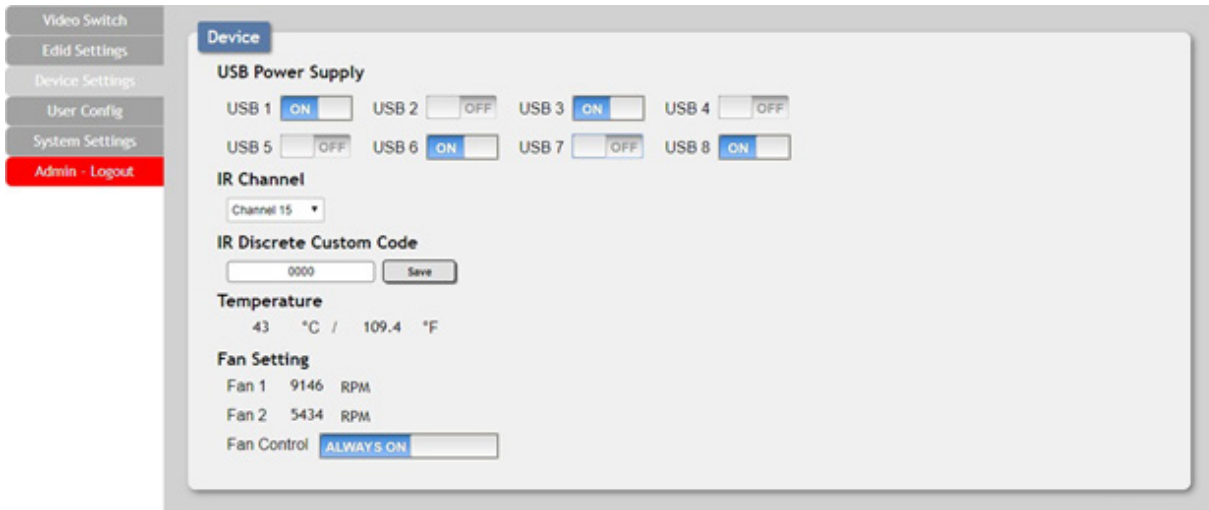 Video Switch
Edid Settings
Device Settings
User Config
System Settings
Admin - Logout
Device
USB Power Supply
USB 1 ON USB 2 OFF USB 3 ON USB 4 OFF
USB 5 OFF USB 6 ON USB 7 OFF USB 8 ON
IR Channel
Channel 15
IR Discrete Custom Code
0000 Save
Temperature
43 °C / 109.4 °F
Fan Setting
Fan 1 9146 RPM
Fan 2 5434 RPM
Fan Control ALWAYS ON